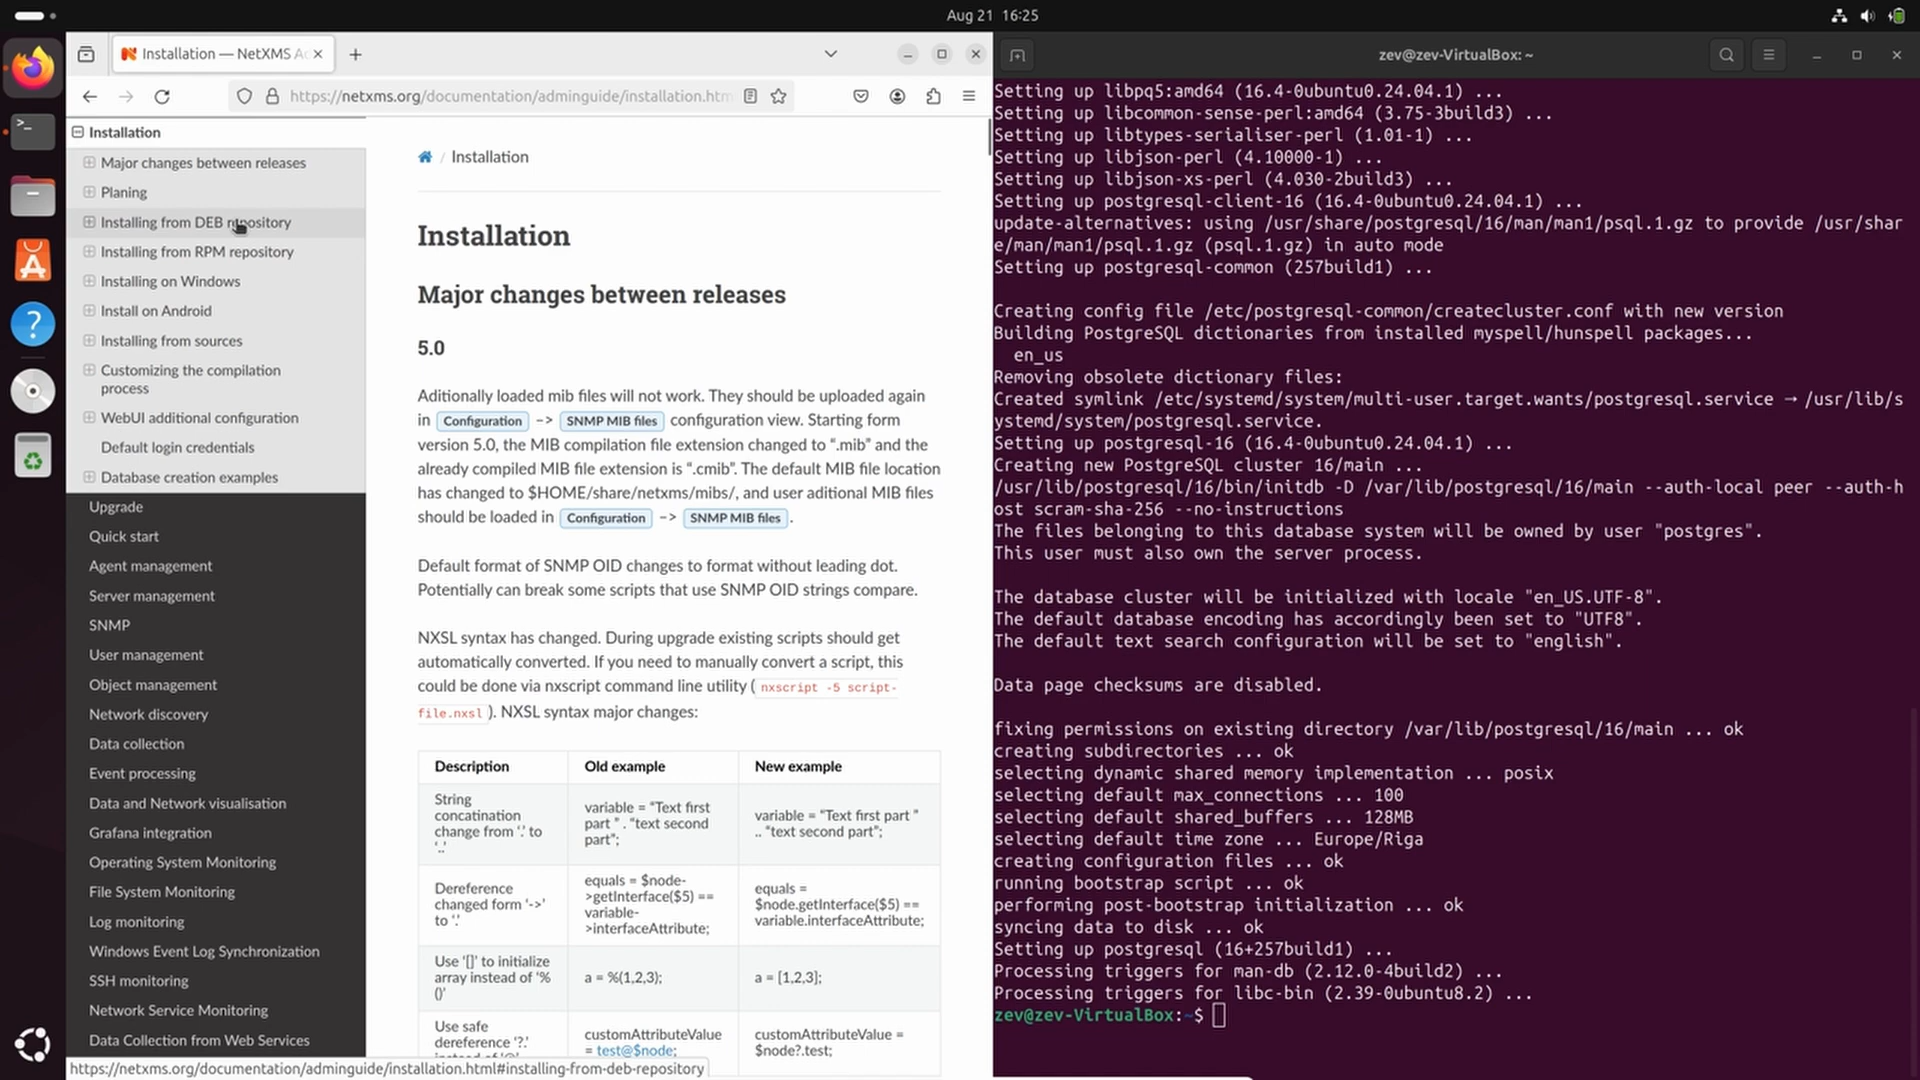 Aug 21 16:25
Installation — NetXMS Ad
https://netxms.org/documentation/adminguide/installation.htm
Installation
Major changes between releases
Planing
Installing from DEB repository
Installing from RPM repository
Installing on Windows
Install on Android
Installing from sources
Customizing the compilation
process
WebUI additional configuration
Default login credentials
Database creation examples
Upgrade
Quick start
Agent management
Server management
SNMP
User management
Object management
Network discovery
Data collection
Event processing
Data and Network visualisation
Grafana integration
Operating System Monitoring
File System Monitoring
Log monitoring
Windows Event Log Synchronization
SSH monitoring
Network Service Monitoring
Data Collection from Web Services
https://netxms.org/documentation/adminguide/installation.html#installing-from-deb-repository
/ Installation
Installation
Major changes between releases
5.0
Aditionally loaded mib files will not work. They should be uploaded again
in Configuration –> SNMP MIB files configuration view. Starting form
version 5.0, the MIB compilation file extension changed to “.mib” and the
already compiled MIB file extension is “.cmib”. The default MIB file location
has changed to $HOME/share/netxms/mibs/, and user aditional MIB files
should be loaded in Configuration –> SNMP MIB files .
Default format of SNMP OID changes to format without leading dot.
Potentially can break some scripts that use SNMP OID strings compare.
NXSL syntax has changed. During upgrade existing scripts should get
automatically converted. If you need to manually convert a script, this
could be done via nxscript command line utility ( nxscript -5 script-
file.nxsl ). NXSL syntax major changes:
Description Old example New example
String
concatination
change from ‘.’ to
‘..’
variable = “Text first
part ” . “text second
part”;
variable = “Text first part ”
.. “text second part”;
Dereference
changed form ‘->’
to ‘.’
equals = $node-
>getInterface($5) ==
variable-
>interfaceAttribute;
equals =
$node.getInterface($5) ==
variable.interfaceAttribute;
Use ‘[]’ to initialize
array instead of ‘%
()’
a = %(1,2,3);
a = [1,2,3];
Use safe
dereference ‘?.’
instead of ‘@’
customAttributeValue
= test@$node;
customAttributeValue =
$node?.test;
zev@zev-VirtualBox: ~
Setting up libpq5:amd64 (16.4-0ubuntu0.24.04.1) ...
Setting up libcommon-sense-perl:amd64 (3.75-3build3) ...
Setting up libtypes-serialiser-perl (1.01-1) ...
Setting up libjson-perl (4.10000-1) ...
Setting up libjson-xs-perl (4.030-2build3) ...
Setting up postgresql-client-16 (16.4-0ubuntu0.24.04.1) ...
update-alternatives: using /usr/share/postgresql/16/man/man1/psql.1.gz to provide /usr/shar
e/man/man1/psql.1.gz (psql.1.gz) in auto mode
Setting up postgresql-common (257build1) ...
Creating config file /etc/postgresql-common/createcluster.conf with new version
Building PostgreSQL dictionaries from installed myspell/hunspell packages...
en_us
Removing obsolete dictionary files:
Created symlink /etc/systemd/system/multi-user.target.wants/postgresql.service → /usr/lib/s
ystemd/system/postgresql.service.
Setting up postgresql-16 (16.4-0ubuntu0.24.04.1) ...
Creating new PostgreSQL cluster 16/main ...
/usr/lib/postgresql/16/bin/initdb -D /var/lib/postgresql/16/main --auth-local peer --auth-h
ost scram-sha-256 --no-instructions
The files belonging to this database system will be owned by user "postgres".
This user must also own the server process.
The database cluster will be initialized with locale "en_US.UTF-8".
The default database encoding has accordingly been set to "UTF8".
The default text search configuration will be set to "english".
Data page checksums are disabled.
fixing permissions on existing directory /var/lib/postgresql/16/main ... ok
creating subdirectories ... ok
selecting dynamic shared memory implementation ... posix
selecting default max_connections ... 100
selecting default shared_buffers ... 128MB
selecting default time zone ... Europe/Riga
creating configuration files ... ok
running bootstrap script ... ok
performing post-bootstrap initialization ... ok
syncing data to disk ... ok
Setting up postgresql (16+257build1) ...
Processing triggers for man-db (2.12.0-4build2) ...
Processing triggers for libc-bin (2.39-0ubuntu8.2) ...
zev@zev-VirtualBox:~$